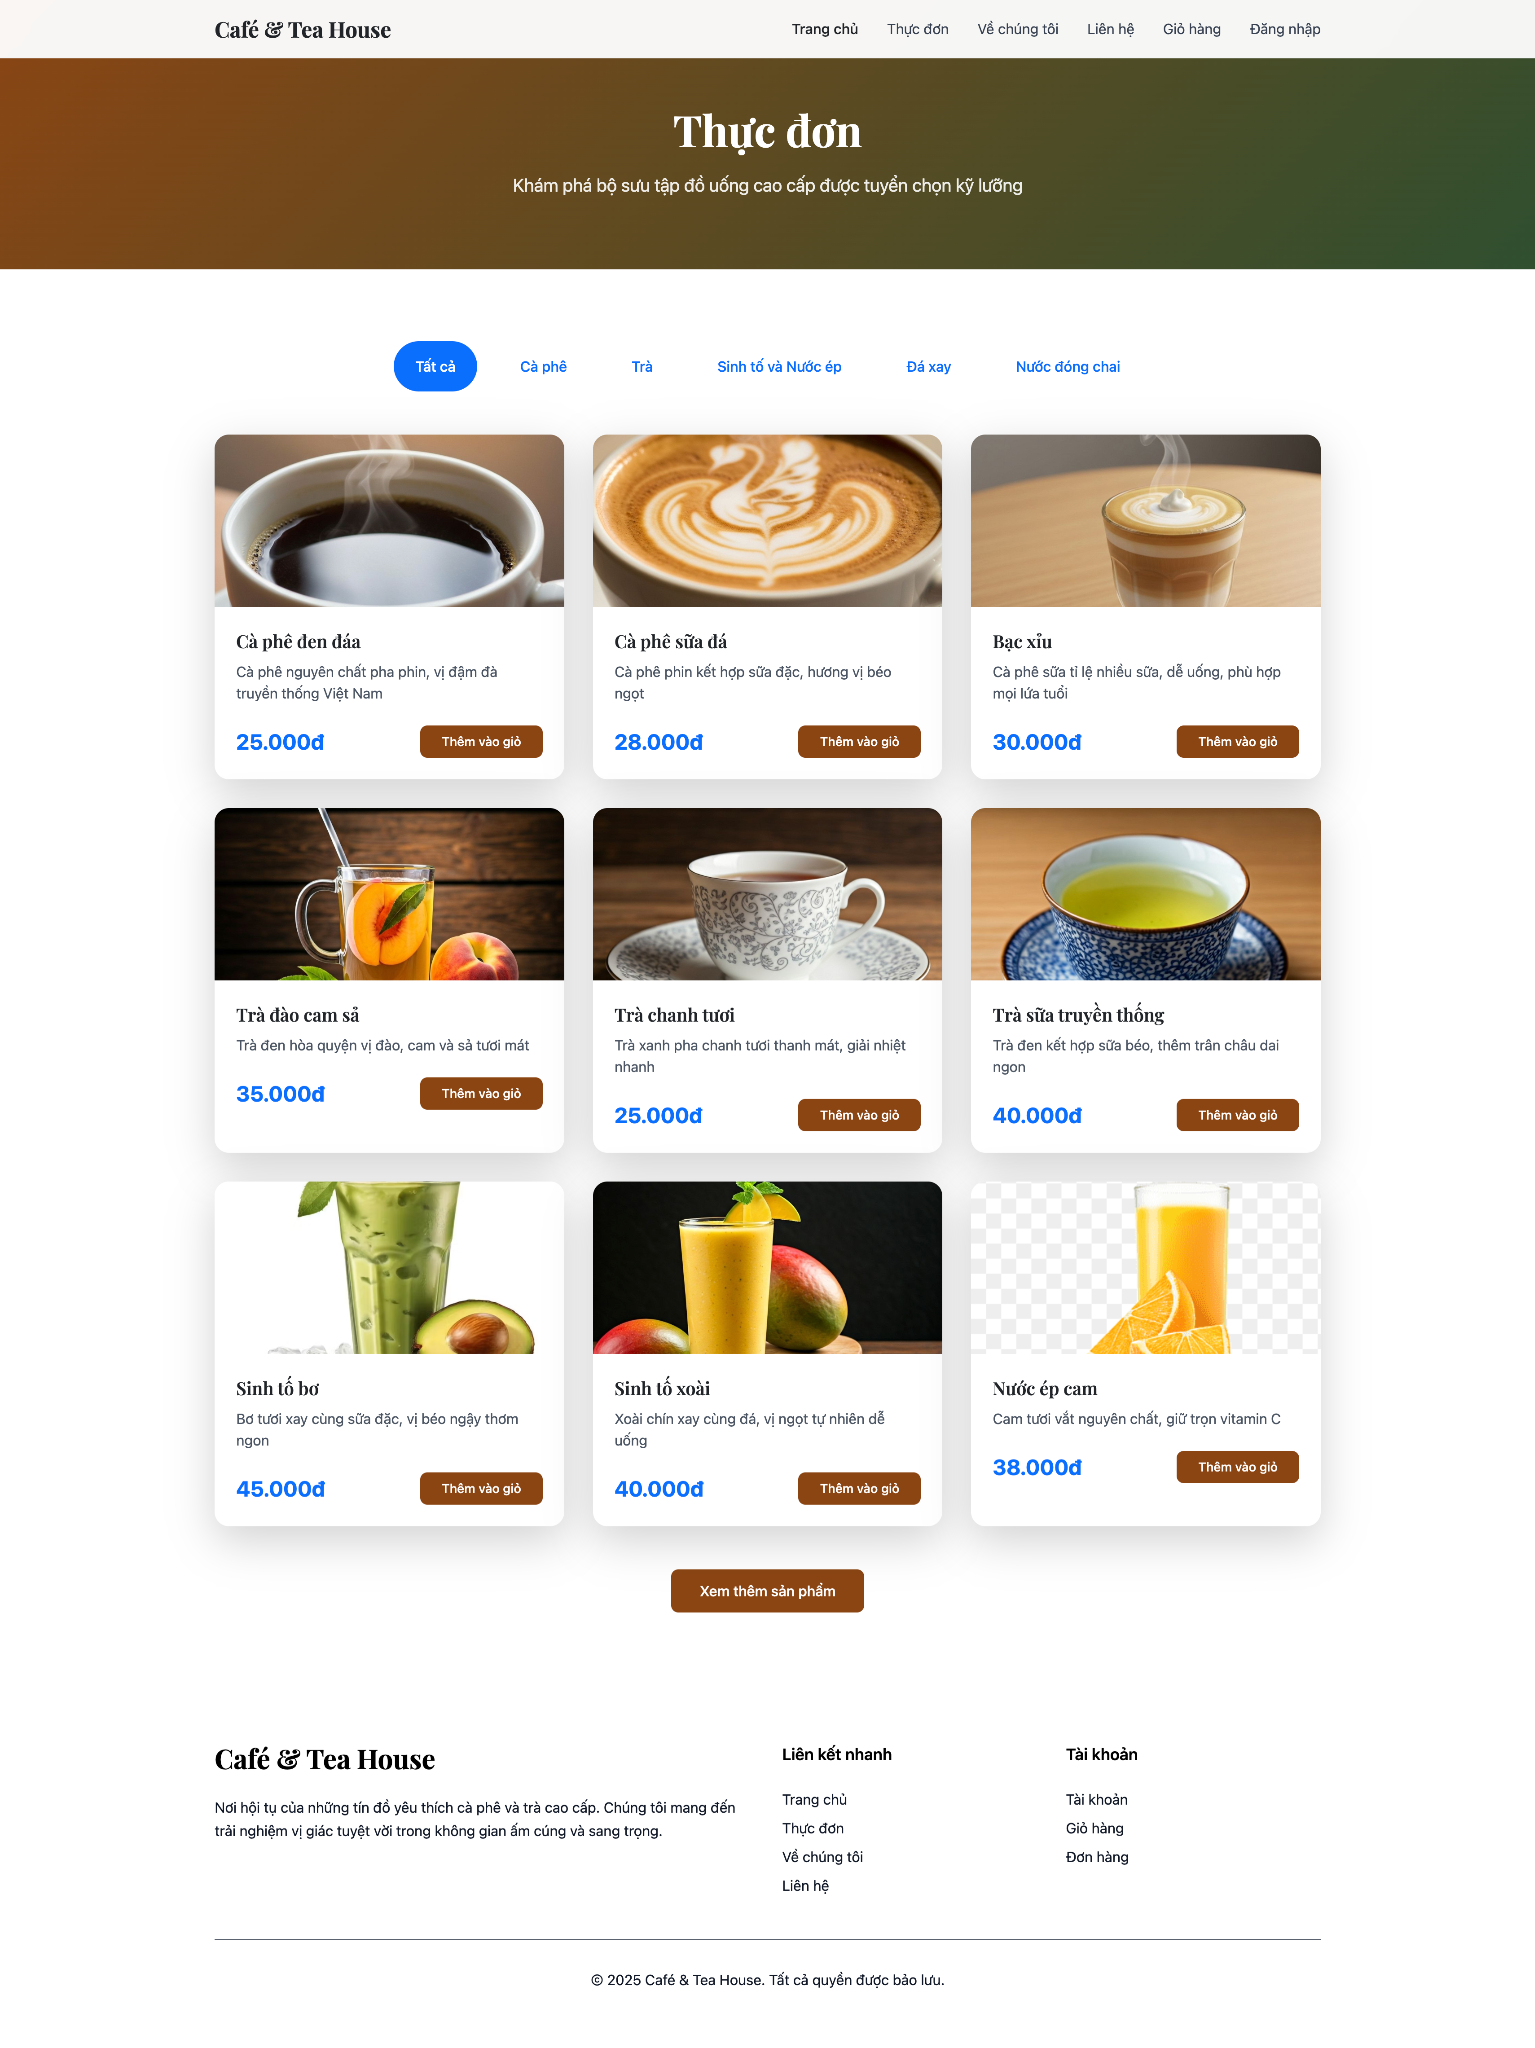 Café & Tea House
Trang chủ
Thực đơn
Về chúng tôi
Liên hệ
Giỏ hàng
Đăng nhập
Thực đơn
Khám phá bộ sưu tập đồ uống cao cấp được tuyển chọn kỹ lưỡng
Tất cả
Cà phê
Trà
Sinh tố và Nước ép
Đá xay
Nước đóng chai
Cà phê đen đáa
Cà phê nguyên chất pha phin, vị đậm đà
truyền thống Việt Nam
25.000đ
Thêm vào giỏ
Cà phê sữa đá
Cà phê phin kết hợp sữa đặc, hương vị béo
ngọt
28.000đ
Thêm vào giỏ
Bạc xỉu
Cà phê sữa tỉ lệ nhiều sữa, dễ uống, phù hợp
mọi lứa tuổi
30.000đ
Thêm vào giỏ
Trà đào cam sả
Trà đen hòa quyện vị đào, cam và sả tươi mát
35.000đ
Thêm vào giỏ
Trà chanh tươi
Trà xanh pha chanh tươi thanh mát, giải nhiệt
nhanh
25.000đ
Thêm vào giỏ
Trà sữa truyền thống
Trà đen kết hợp sữa béo, thêm trân châu dai
ngon
40.000đ
Thêm vào giỏ
Sinh tố bơ
Bơ tươi xay cùng sữa đặc, vị béo ngậy thơm
ngon
45.000đ
Thêm vào giỏ
Sinh tố xoài
Xoài chín xay cùng đá, vị ngọt tự nhiên dễ
uống
40.000đ
Thêm vào giỏ
Nước ép cam
Cam tươi vắt nguyên chất, giữ trọn vitamin C
38.000đ
Thêm vào giỏ
Xem thêm sản phẩm
Café & Tea House
Nơi hội tụ của những tín đồ yêu thích cà phê và trà cao cấp. Chúng tôi mang đến
trải nghiệm vị giác tuyệt vời trong không gian ấm cúng và sang trọng.
Liên kết nhanh
Trang chủ
Thực đơn
Về chúng tôi
Liên hệ
Tài khoản
Tài khoản
Giỏ hàng
Đơn hàng
© 2025 Café & Tea House. Tất cả quyền được bảo lưu.